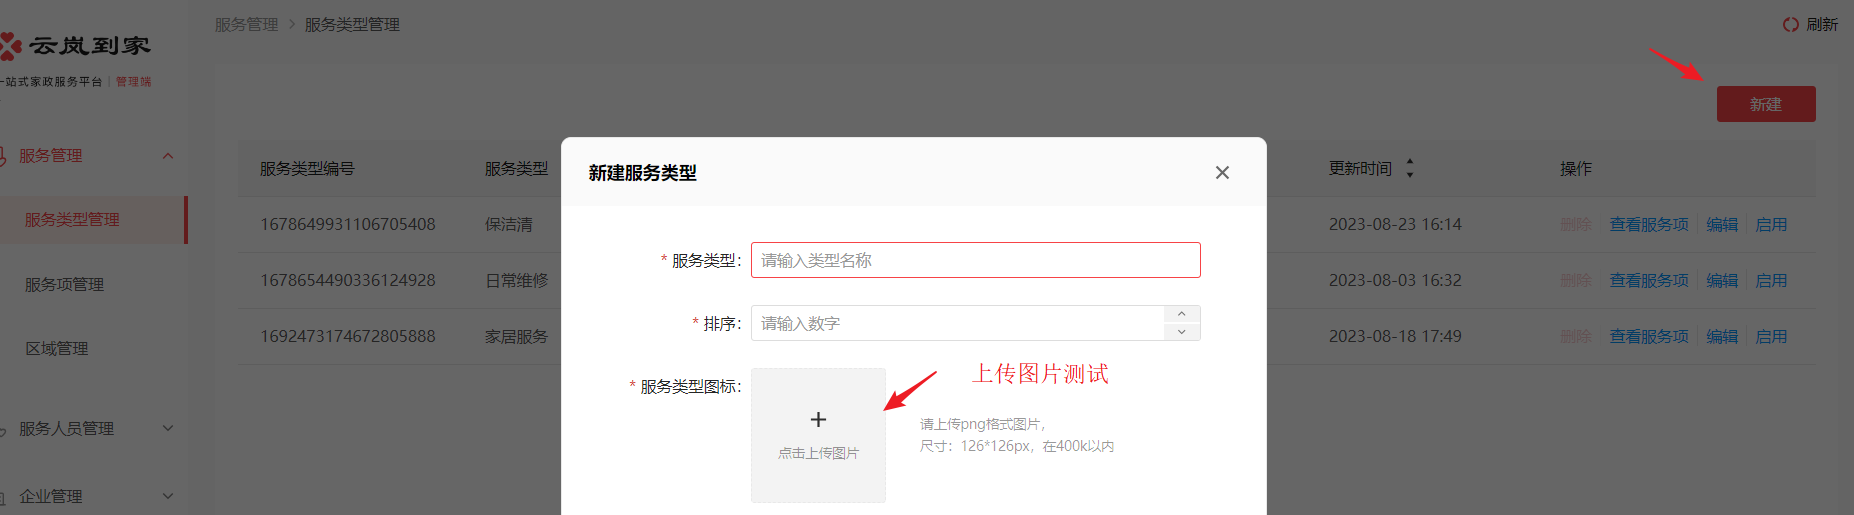 服务管理 > 服务类型管理
刷新
云岚到家
一站式家政服务平台 | 管理端
新建
服务管理
服务类型管理
服务项管理
区域管理
服务人员管理
企业管理
服务类型编号 服务类型 更新时间 操作
1678649931106705408 保洁清 2023-08-23 16:14 删除 查看服务项 编辑 启用
1678654490336124928 日常维修 2023-08-03 16:32 删除 查看服务项 编辑 启用
1692473174672805888 家居服务 2023-08-18 17:49 删除 查看服务项 编辑 启用
新建服务类型
* 服务类型： 请输入类型名称
* 排序： 请输入数字
* 服务类型图标：
点击上传图片
上传图片测试
请上传png格式图片，
尺寸：126*126px，在400k以内